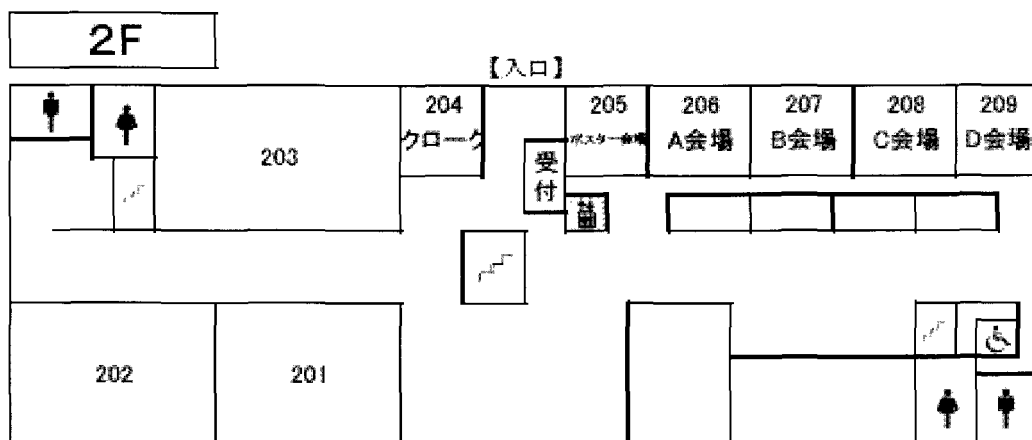 2F
【入口】
203
204
クローク
205
ポスター会場
206
A会場
207
B会場
208
C会場
209
D会場
受付
202
201